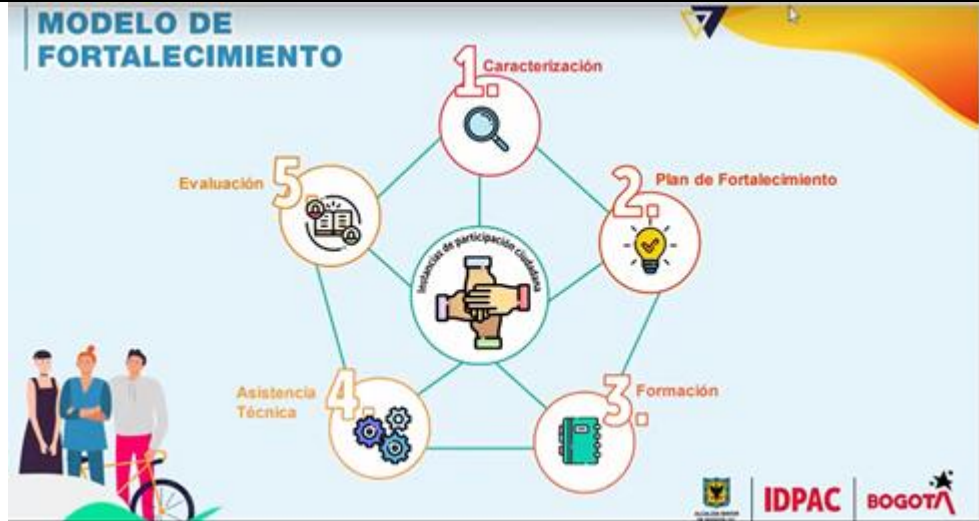 MODELO DE
FORTALECIMIENTO
1.
Caracterización
2.
Plan de Fortalecimiento
3.
Formación
4.
Asistencia
Técnica
5.
Evaluación
Instancias de participación ciudadana
IDPAC
BOGOTÁ